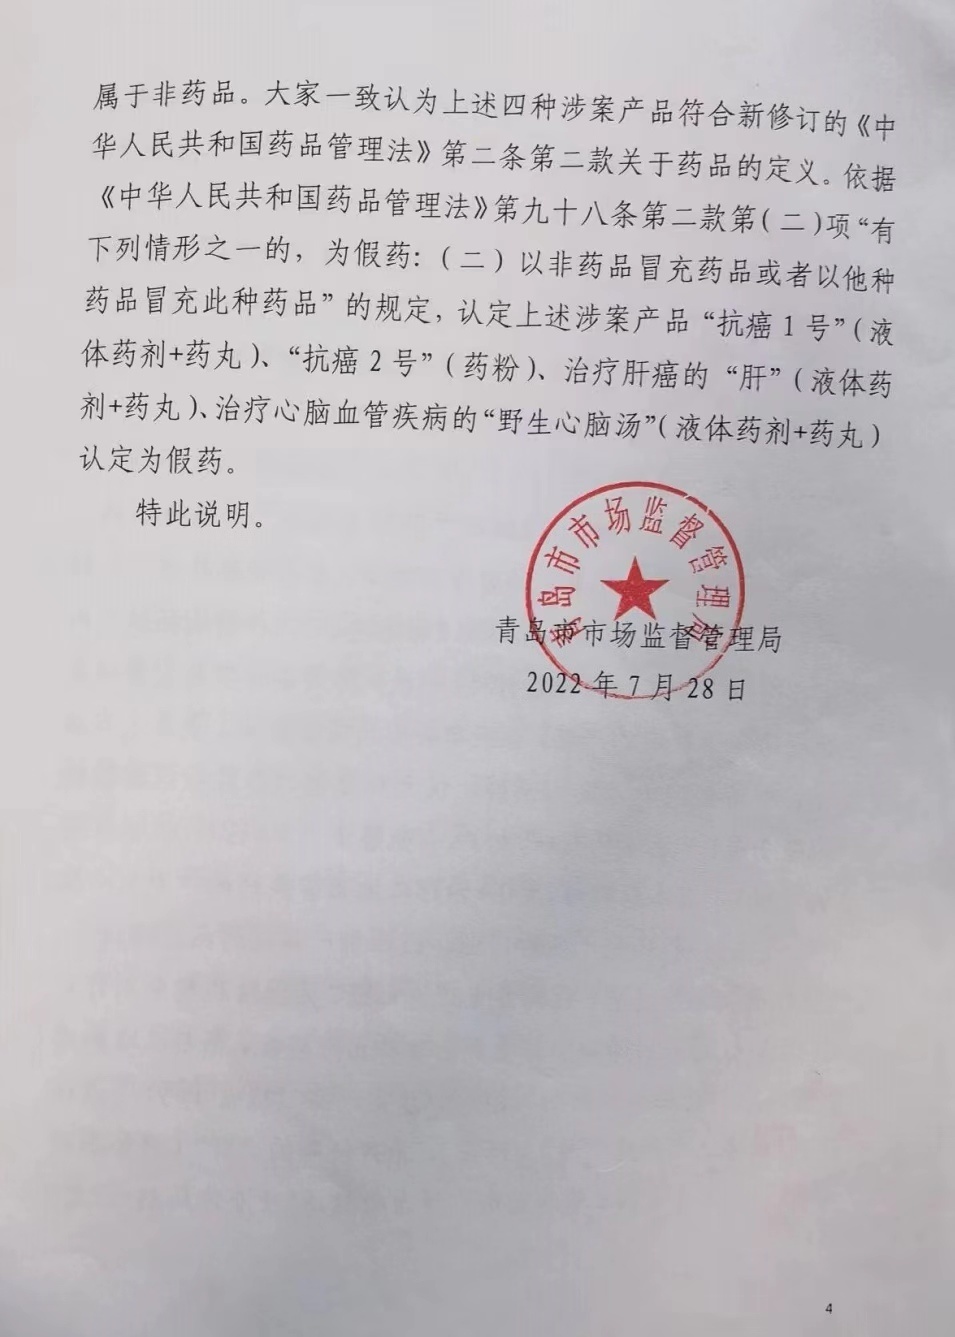 属于非药品。大家一致认为上述四种涉案产品符合新修订的《中
华人民共和国药品管理法》第二条第二款关于药品的定义。依据
《中华人民共和国药品管理法》第九十八条第二款第(二)项“有
下列情形之一的，为假药：(二)以非药品冒充药品或者以他种
药品冒充此种药品”的规定，认定上述涉案产品“抗癌1号”(液
体药剂+药丸)、“抗癌2号”(药粉)、治疗肝癌的“肝”(液体药
剂+药丸)、治疗心脑血管疾病的“野生心脑汤”(液体药剂+药丸)
认定为假药。
特此说明。
青岛市市场监督管理局
青岛市市场监督管理局
2022年7月28日
4